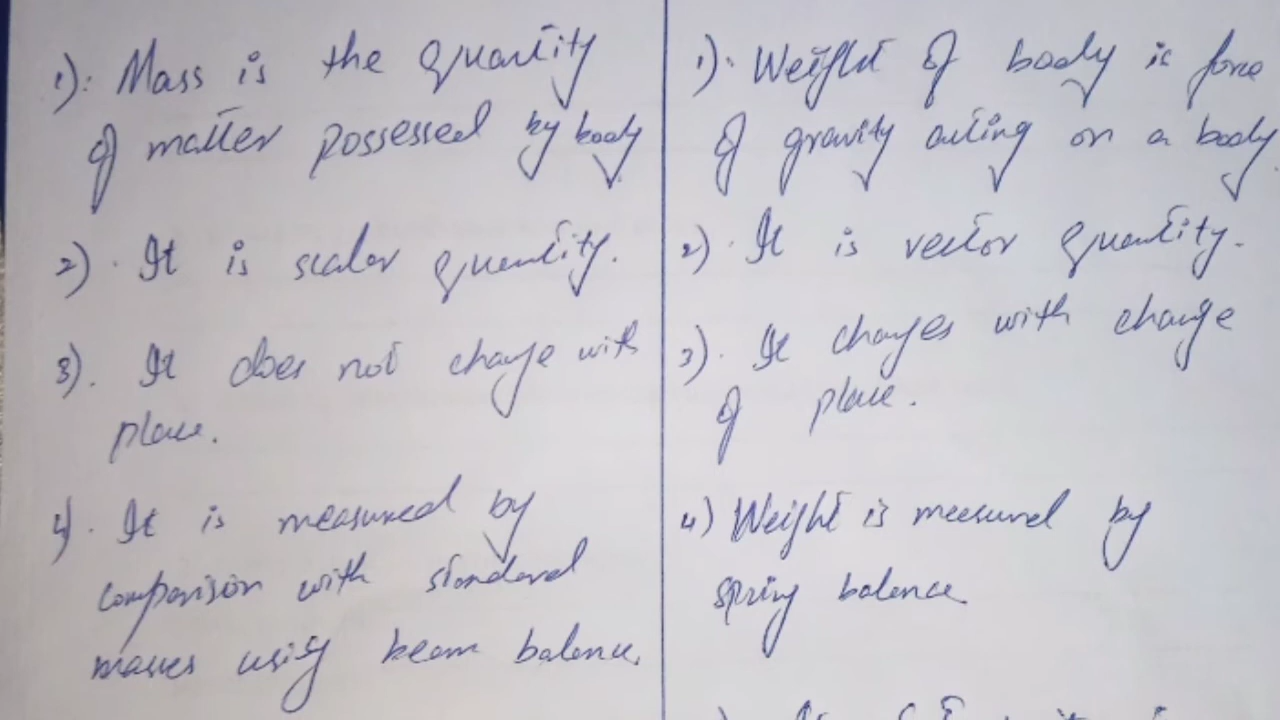 1): Mass is the quantity
of matter possessed by body
2). It is scalar quantity.
3). It does not change with
place.
4). It is measured by
comparison with standard
masses using beam balance.
1). Weight of body is force
of gravity acting on a body.
2). It is vector quantity.
3). It changes with change
of place.
4) Weight is measured by
spring balance